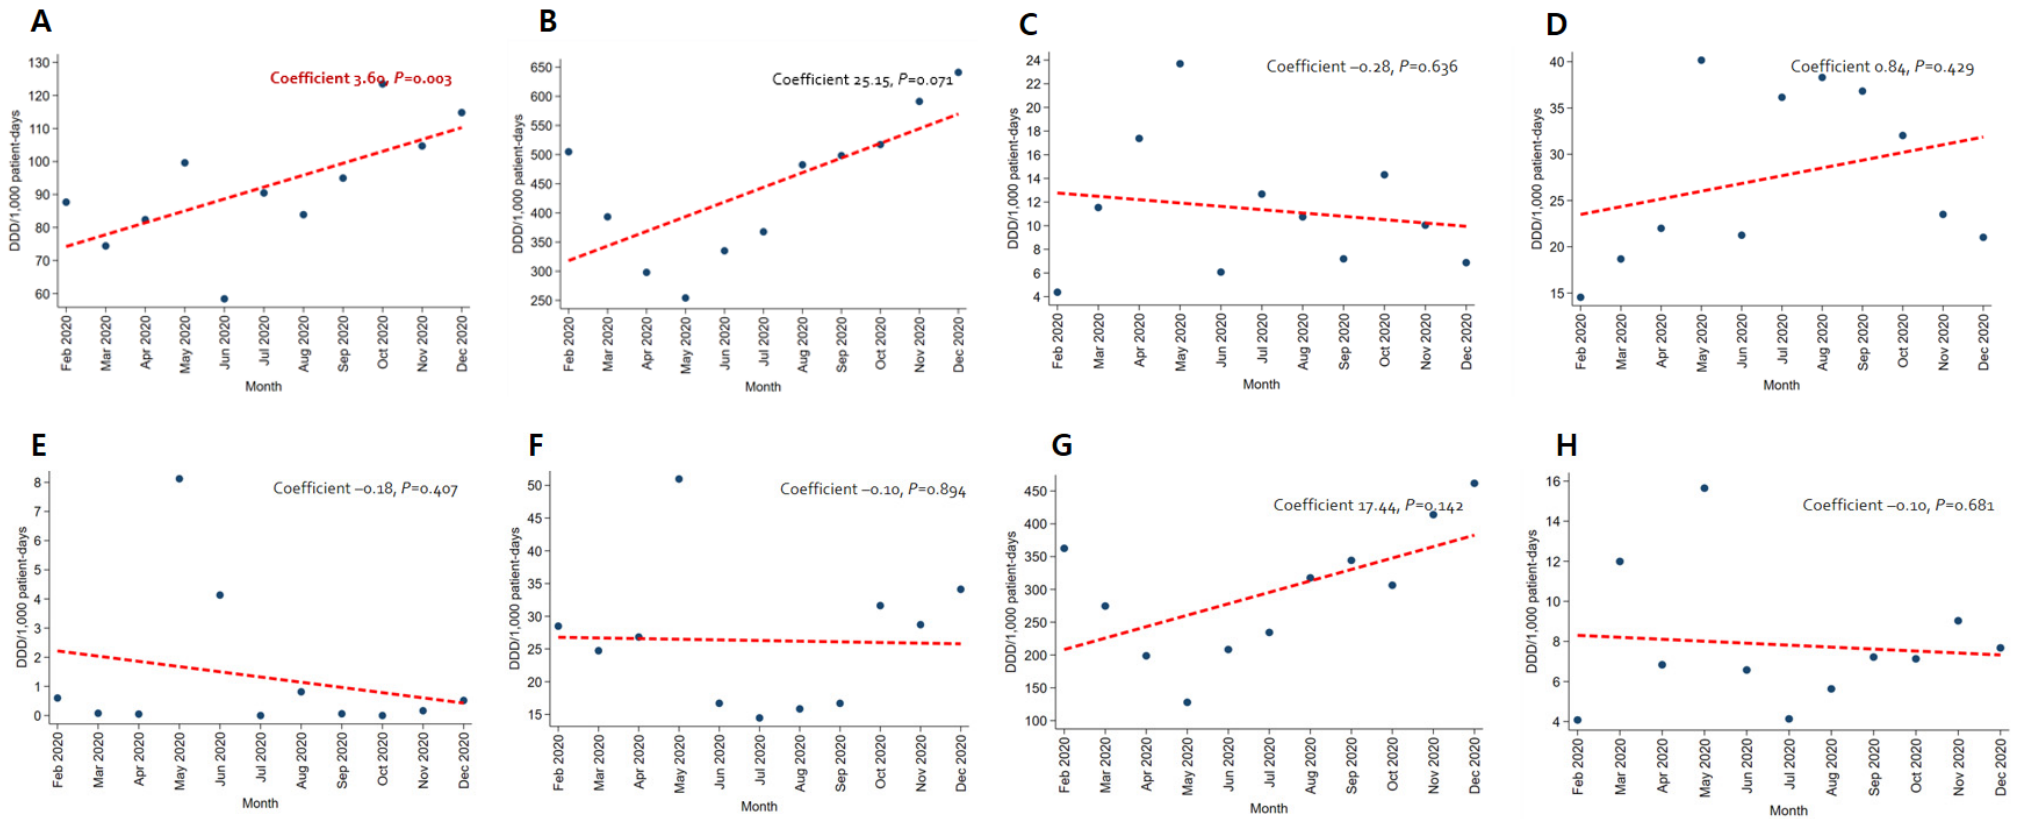 A
Coefficient 3.60, P=0.003
DDD/1,000 patient-days
130
120
110
100
90
80
70
60
Feb 2020
Mar 2020
Apr 2020
May 2020
Jun 2020
Jul 2020
Aug 2020
Sep 2020
Oct 2020
Nov 2020
Dec 2020
Month
B
Coefficient 25.15, P=0.071
DDD/1,000 patient-days
650
600
550
500
450
400
350
300
250
Feb 2020
Mar 2020
Apr 2020
May 2020
Jun 2020
Jul 2020
Aug 2020
Sep 2020
Oct 2020
Nov 2020
Dec 2020
Month
C
Coefficient –0.28, P=0.636
DDD/1,000 patient-days
24
22
20
18
16
14
12
10
8
6
4
Feb 2020
Mar 2020
Apr 2020
May 2020
Jun 2020
Jul 2020
Aug 2020
Sep 2020
Oct 2020
Nov 2020
Dec 2020
Month
D
Coefficient 0.84, P=0.429
DDD/1,000 patient-days
40
35
30
25
20
15
Feb 2020
Mar 2020
Apr 2020
May 2020
Jun 2020
Jul 2020
Aug 2020
Sep 2020
Oct 2020
Nov 2020
Dec 2020
Month
E
Coefficient –0.18, P=0.407
DDD/1,000 patient-days
8
7
6
5
4
3
2
1
0
Feb 2020
Mar 2020
Apr 2020
May 2020
Jun 2020
Jul 2020
Aug 2020
Sep 2020
Oct 2020
Nov 2020
Dec 2020
Month
F
Coefficient –0.10, P=0.894
DDD/1,000 patient-days
50
45
40
35
30
25
20
15
Feb 2020
Mar 2020
Apr 2020
May 2020
Jun 2020
Jul 2020
Aug 2020
Sep 2020
Oct 2020
Nov 2020
Dec 2020
Month
G
Coefficient 17.44, P=0.142
DDD/1,000 patient-days
450
400
350
300
250
200
150
100
Feb 2020
Mar 2020
Apr 2020
May 2020
Jun 2020
Jul 2020
Aug 2020
Sep 2020
Oct 2020
Nov 2020
Dec 2020
Month
H
Coefficient –0.10, P=0.681
DDD/1,000 patient-days
16
14
12
10
8
6
4
Feb 2020
Mar 2020
Apr 2020
May 2020
Jun 2020
Jul 2020
Aug 2020
Sep 2020
Oct 2020
Nov 2020
Dec 2020
Month